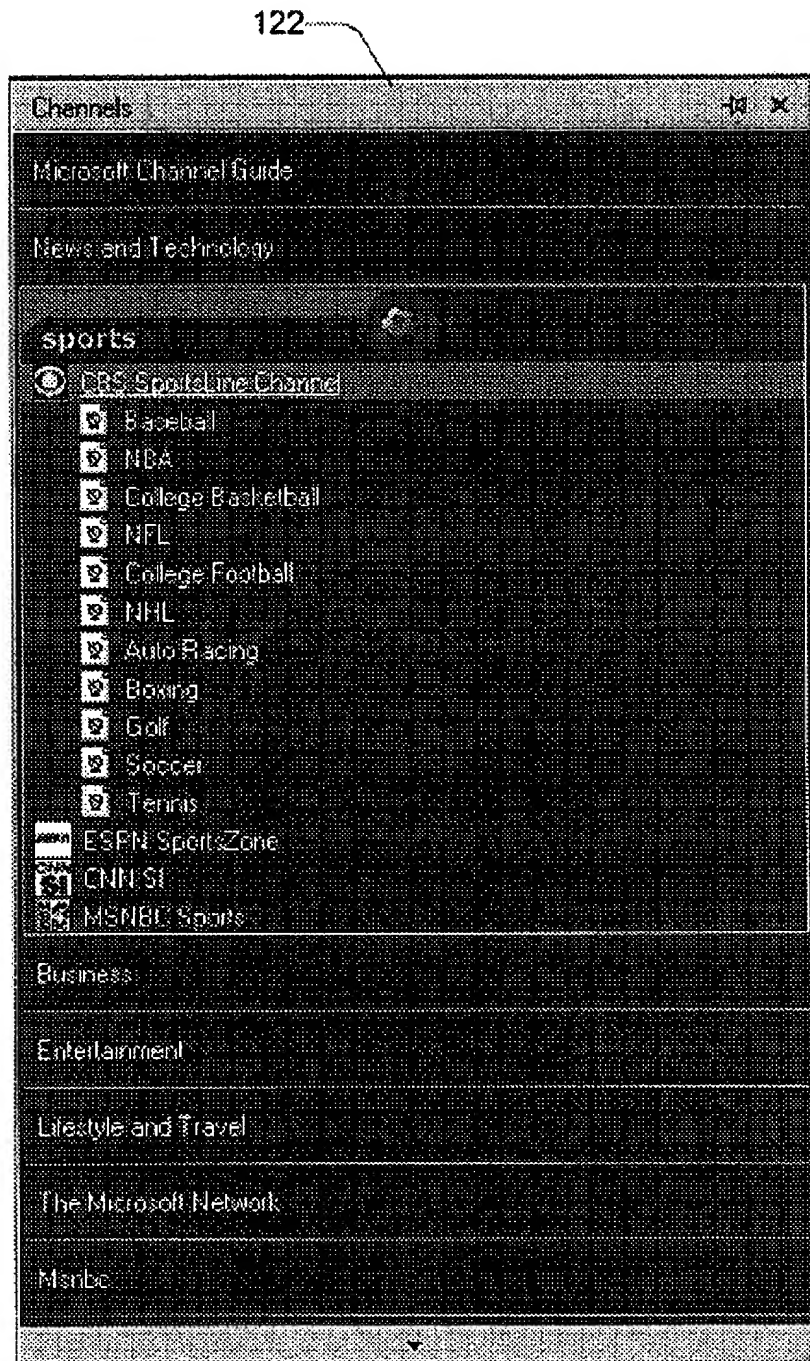 122
Channels
Microsoft Channel Guide
News and Technology
sports
CBS SportsLine Channel
Baseball
NBA
College Basketball
NFL
College Football
NHL
Auto Racing
Boxing
Golf
Soccer
Tennis
ESPN SportsZone
CNN SI
MSNBC Sports
Business
Entertainment
Lifestyle and Travel
The Microsoft Network
Msnbc